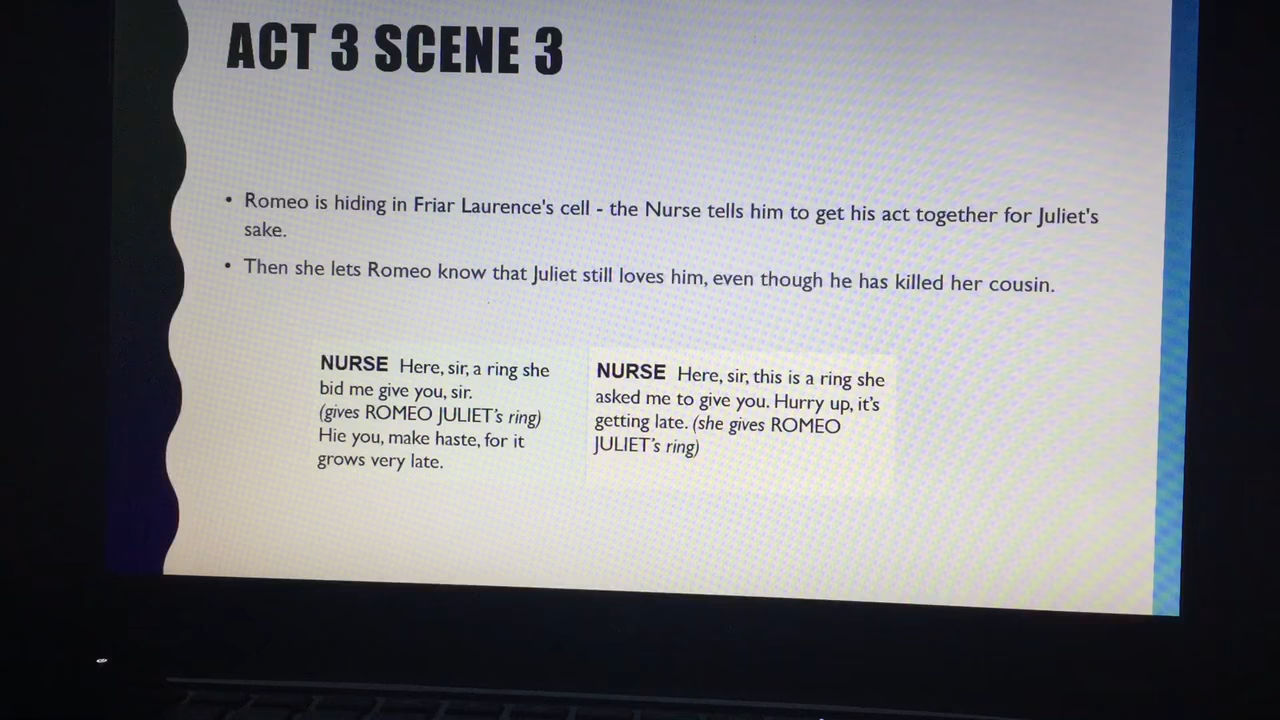 ACT 3 SCENE 3
• Romeo is hiding in Friar Laurence's cell - the Nurse tells him to get his act together for Juliet's
sake.
• Then she lets Romeo know that Juliet still loves him, even though he has killed her cousin.
NURSE Here, sir, a ring she
bid me give you, sir.
(gives ROMEO JULIET's ring)
Hie you, make haste, for it
grows very late.
NURSE Here, sir, this is a ring she
asked me to give you. Hurry up, it's
getting late. (she gives ROMEO
JULIET's ring)